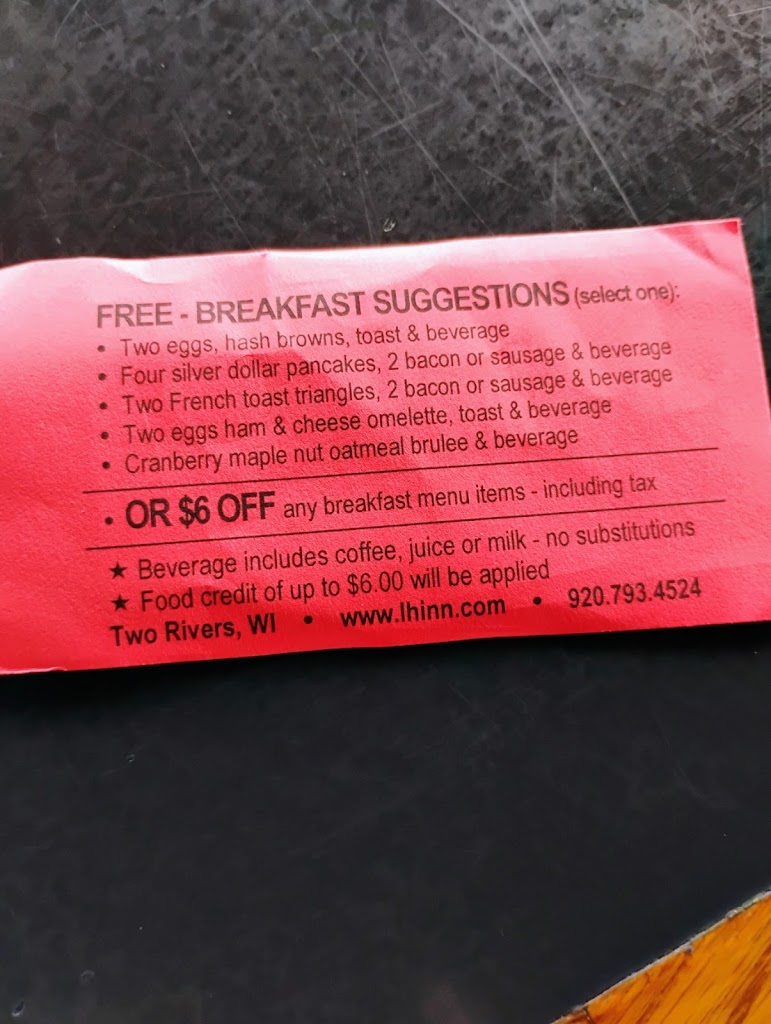 FREE - BREAKFAST SUGGESTIONS (select one):
• Two eggs, hash browns, toast & beverage
• Four silver dollar pancakes, 2 bacon or sausage & beverage
• Two French toast triangles, 2 bacon or sausage & beverage
• Two eggs ham & cheese omelette, toast & beverage
• Cranberry maple nut oatmeal brulee & beverage
• OR $6 OFF any breakfast menu items - including tax
★ Beverage includes coffee, juice or milk - no substitutions
★ Food credit of up to $6.00 will be applied
Two Rivers, WI • www.lhinn.com • 920.793.4524